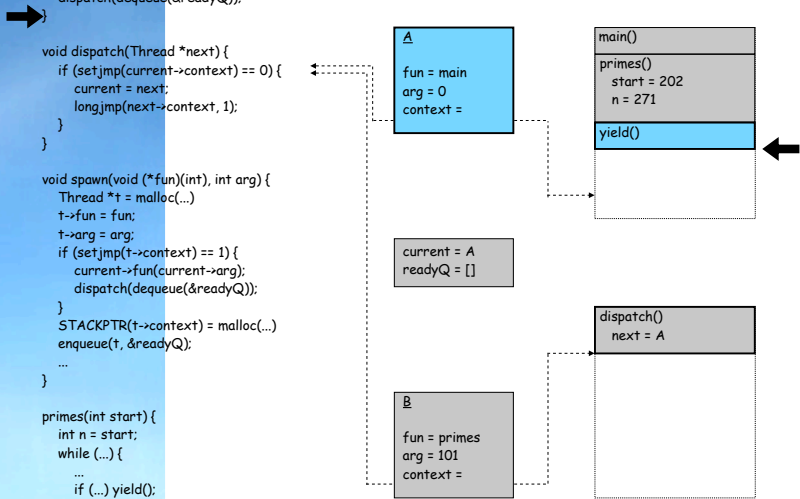 dispatch(dequeue(&readyQ));
}
void dispatch(Thread *next) {
if (setjmp(current->context) == 0) {
current = next;
longjmp(next->context, 1);
}
}
void spawn(void (*fun)(int), int arg) {
Thread *t = malloc(...)
t->fun = fun;
t->arg = arg;
if (setjmp(t->context) == 1) {
current->fun(current->arg);
dispatch(dequeue(&readyQ));
}
STACKPTR(t->context) = malloc(...)
enqueue(t, &readyQ);
...
}
primes(int start) {
int n = start;
while (...) {
...
if (...) yield();
A
fun = main
arg = 0
context =
current = A
readyQ = []
B
fun = primes
arg = 101
context =
main()
primes()
start = 202
n = 271
yield()
dispatch()
next = A